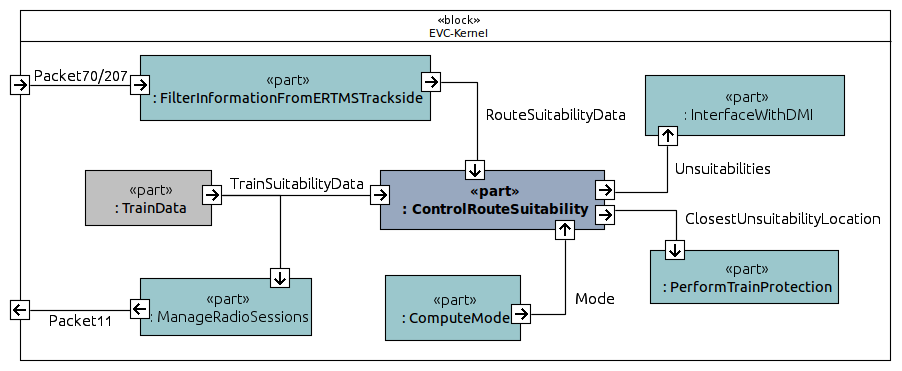 «block»
EVC-Kernel
Packet70/207
«part»
: FilterInformationFromERTMSTrackside
«part»
: InterfaceWithDMI
RouteSuitabilityData
Unsuitabilities
«part»
: TrainData
TrainSuitabilityData
«part»
: ControlRouteSuitability
ClosestUnsuitabilityLocation
«part»
: PerformTrainProtection
«part»
: ManageRadioSessions
Packet11
«part»
: ComputeMode
Mode